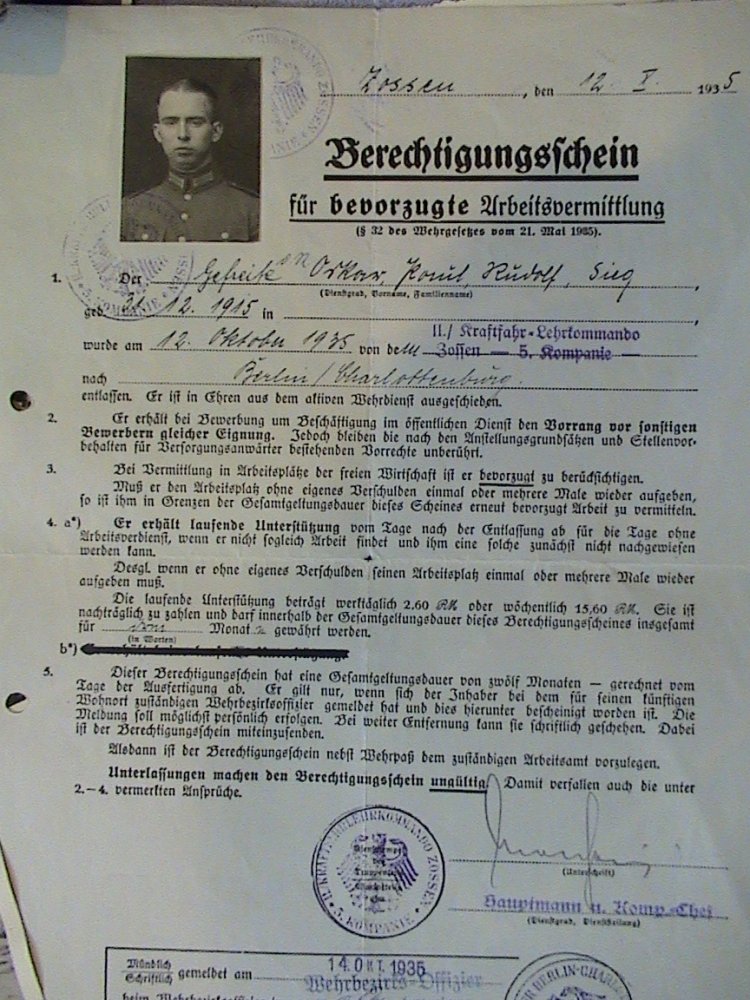 Zossen, den 12. X. 1935
Berechtigungsschein
für bevorzugte Arbeitsvermittlung
(§ 32 des Wehrgesetzes vom 21. Mai 1935).
1. Der Gefreite Oskar, Paul, Rudolf, Sieg,
(Dienstgrad, Vorname, Familienname)
geb. 31. 12. 1915 in ,
wurde am 12. Oktober 1935 von dem II./ Kraftfahr-Lehrkommando
Zossen — 5. Kompanie —
nach Berlin/Charlottenburg.
entlassen. Er ist in Ehren aus dem aktiven Wehrdienst ausgeschieden.
2. Er erhält bei Bewerbung um Beschäftigung im öffentlichen Dienst den Vorrang vor sonstigen
Bewerbern gleicher Eignung. Jedoch bleiben die nach den Anstellungsgrundsätzen und Stellenvor-
behalten für Versorgungsanwärter bestehenden Vorrechte unberührt.
3. Bei Vermittlung in Arbeitsplätze der freien Wirtschaft ist er bevorzugt zu berücksichtigen.
Muß er den Arbeitsplatz ohne eigenes Verschulden einmal oder mehrere Male wieder aufgeben,
so ist ihm in Grenzen der Gesamtgeltungsdauer dieses Scheines erneut bevorzugt Arbeit zu vermitteln.
4. a*) Er erhält laufende Unterstützung vom Tage nach der Entlassung ab für die Tage ohne
Arbeitsverdienst, wenn er nicht sogleich Arbeit findet und ihm eine solche zunächst nicht nachgewiesen
werden kann.
Desgl. wenn er ohne eigenes Verschulden seinen Arbeitsplatz einmal oder mehrere Male wieder
aufgeben muß.
Die laufende Unterstützung beträgt werktäglich 2.60 RM oder wöchentlich 15,60 RM. Sie ist
nachträglich zu zahlen und darf innerhalb der Gesamtgeltungsdauer dieses Berechtigungsscheines insgesamt
für Monate gewährt werden.
(in Worten)
b*)
5. Dieser Berechtigungsschein hat eine Gesamtgeltungsdauer von zwölf Monaten — gerechnet vom
Tage der Ausfertigung ab. Er gilt nur, wenn sich der Inhaber bei dem für seinen künftigen
Wohnort zuständigen Wehrbezirksoffizier gemeldet hat und dies hierunter bescheinigt worden ist. Die
Meldung soll möglichst persönlich erfolgen. Bei weiter Entfernung kann sie schriftlich geschehen. Dabei
ist der Berechtigungsschein miteinzusenden.
Alsdann ist der Berechtigungsschein nebst Wehrpaß dem zuständigen Arbeitsamt vorzulegen.
Unterlassungen machen den Berechtigungsschein ungültig. Damit verfallen auch die unter
2.—4. vermerkten Ansprüche.
II. KRAFTFAHRLEHRKOMMANDO ZOSSEN
5. KOMPANIE
(Unterschrift)
Hauptmann u. Komp.-Chef
(Dienstgrad, Dienststellung)
Mündlich
Schriftlich gemeldet am 14. Okt. 1935
Wehrbezirks-Offizier